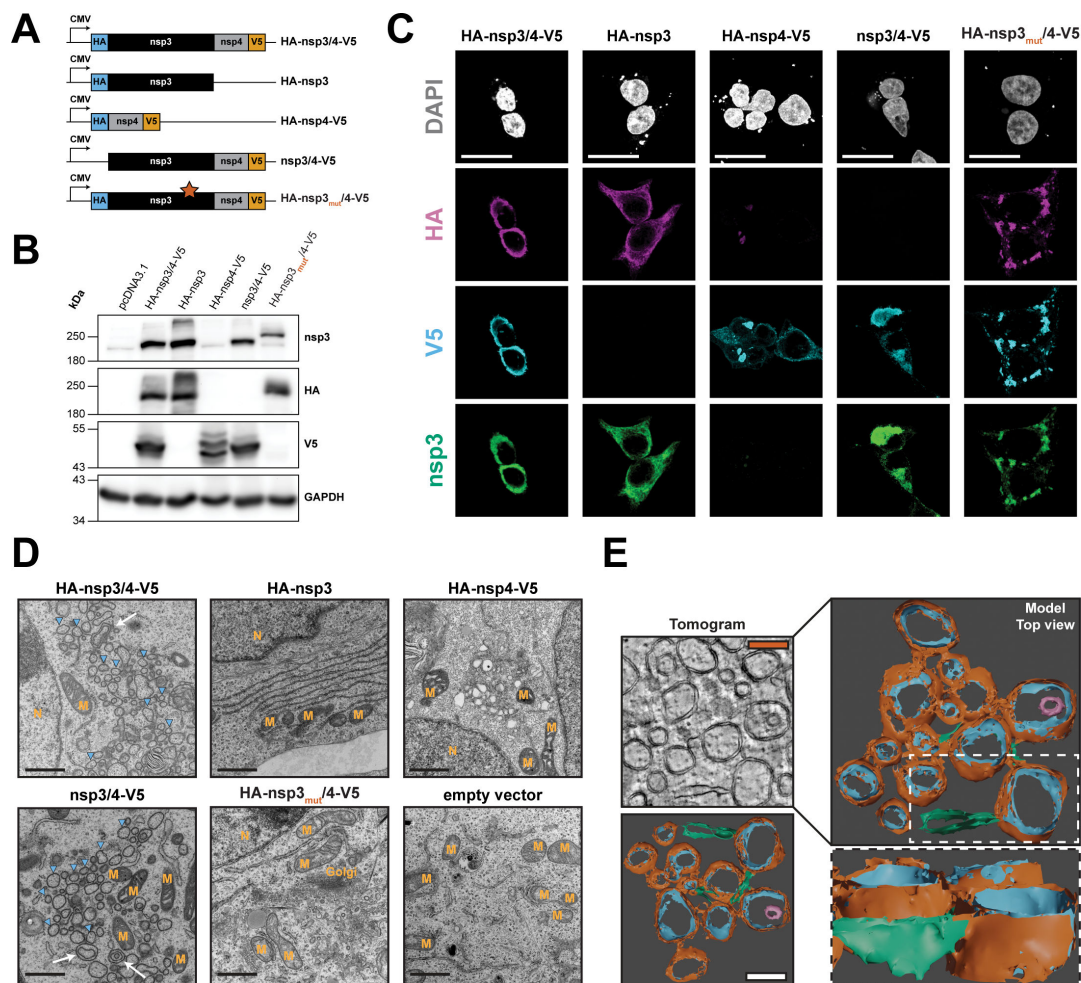 A
CMV
HA nsp3 nsp4 V5 HA-nsp3/4-V5
CMV
HA nsp3 HA-nsp3
CMV
HA nsp4 V5 HA-nsp4-V5
CMV
nsp3 nsp4 V5 nsp3/4-V5
CMV
HA nsp3 nsp4 V5 HA-nsp3mut/4-V5
B
kDa pcDNA3.1 HA-nsp3/4-V5 HA-nsp3 HA-nsp4-V5 nsp3/4-V5 HA-nsp3mut/4-V5
250 nsp3
180
250 HA
180
55 V5
43
43 GAPDH
34
C
HA-nsp3/4-V5 HA-nsp3 HA-nsp4-V5 nsp3/4-V5 HA-nsp3mut/4-V5
DAPI
HA
V5
nsp3
D
HA-nsp3/4-V5 HA-nsp3 HA-nsp4-V5
N M
N M M M M
M M N M M
nsp3/4-V5 HA-nsp3mut/4-V5 empty vector
M M M M M
N M M M Golgi M M
M M M M M M M
E
Tomogram
Model
Top view